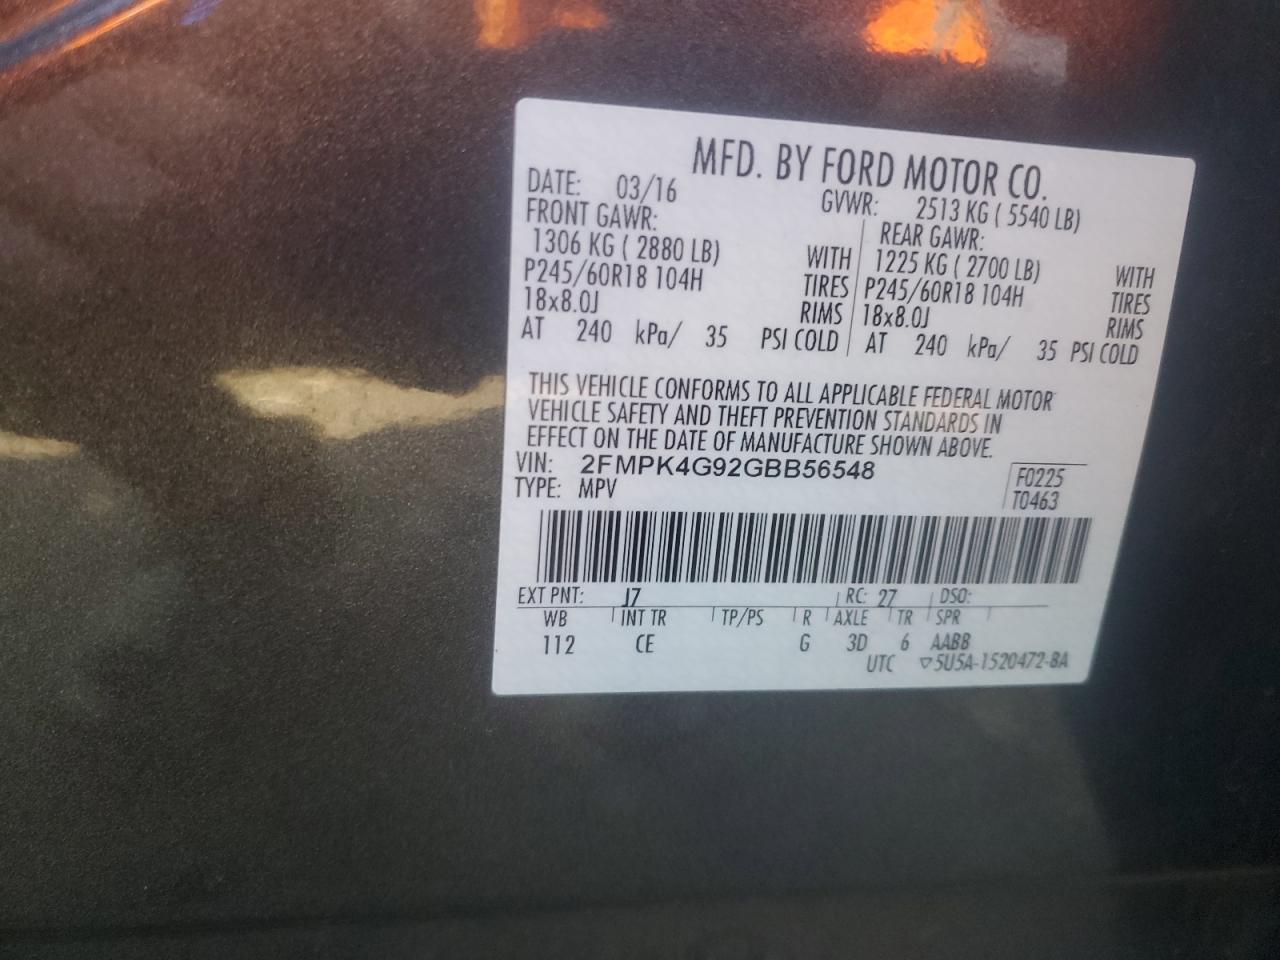 MFD. BY FORD MOTOR CO.
DATE: 03/16 GVWR: 2513 KG ( 5540 LB)
FRONT GAWR: REAR GAWR:
1306 KG ( 2880 LB) WITH 1225 KG ( 2700 LB) WITH
P245/60R18 104H TIRES P245/60R18 104H TIRES
18x8.0J RIMS 18x8.0J RIMS
AT 240 kPa/ 35 PSI COLD AT 240 kPa/ 35 PSI COLD
THIS VEHICLE CONFORMS TO ALL APPLICABLE FEDERAL MOTOR
VEHICLE SAFETY AND THEFT PREVENTION STANDARDS IN
EFFECT ON THE DATE OF MANUFACTURE SHOWN ABOVE.
VIN: 2FMPK4G92GBB56548 F0225
TYPE: MPV T0463
EXT PNT: J7 RC: 27 DSO:
WB INT TR TP/PS R AXLE TR SPR
112 CE G 3D 6 AABB
UTC ▽5U5A-1520472-BA